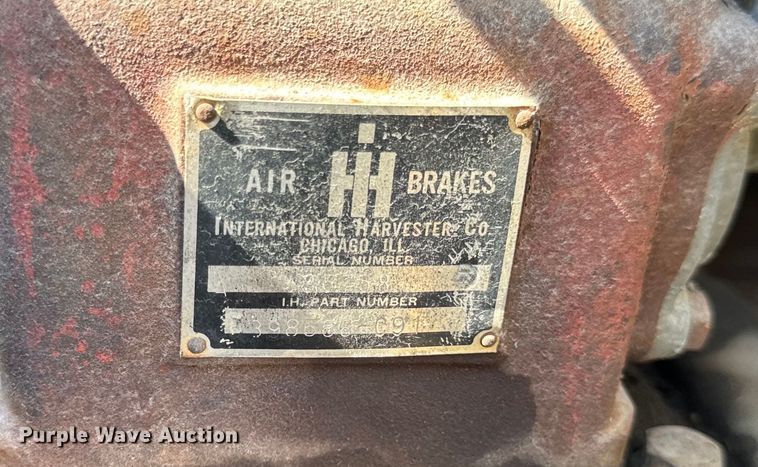 AIR IH BRAKES
INTERNATIONAL HARVESTER CO
CHICAGO, ILL.
SERIAL NUMBER
I.H. PART NUMBER
Purple Wave Auction